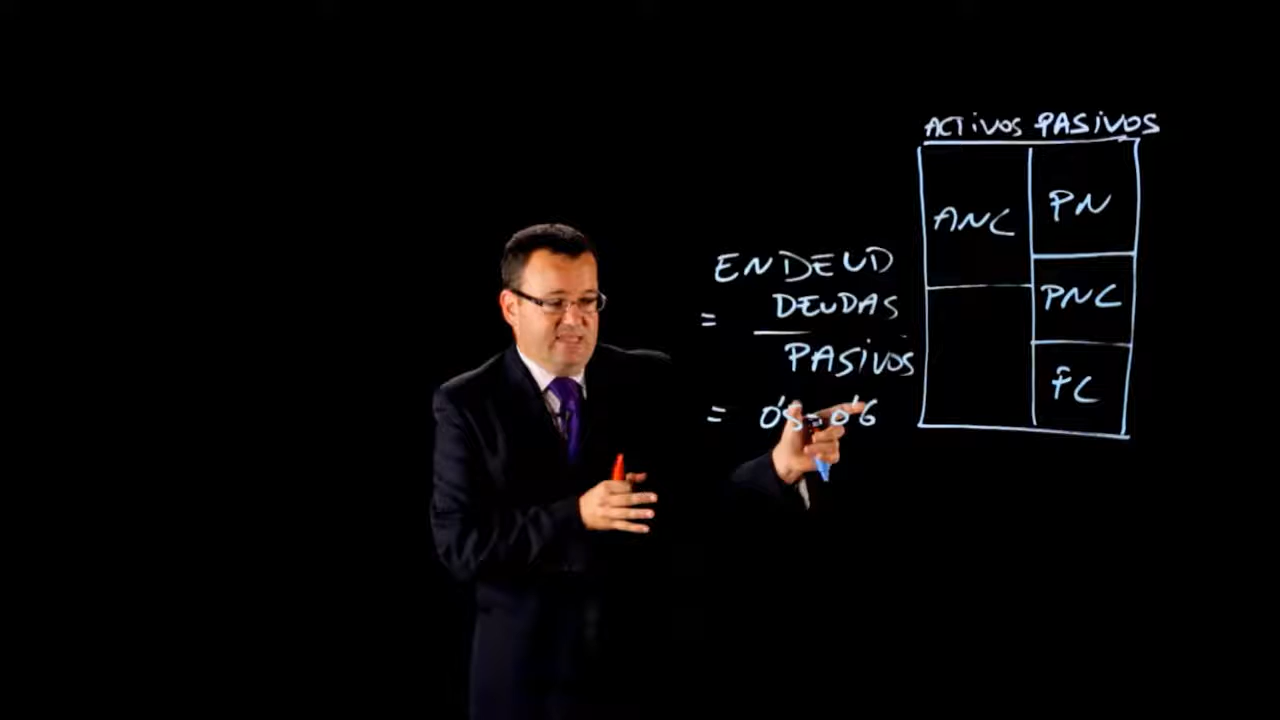 ACTIVOS PASIVOS
ANC
PN
PNC
PC
ENDEUD
= DEUDAS
PASIVOS
= 0'5 - 0'6